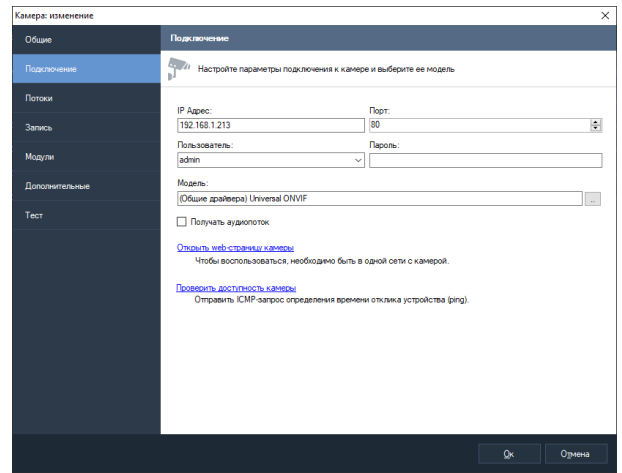 Камера: изменение
Общие
Подключение
Потоки
Запись
Модули
Дополнительные
Тест
Подключение
Настройте параметры подключения к камере и выберите ее модель
IP Адрес: Порт:
192.168.1.213 80
Пользователь: Пароль:
admin
Модель:
(Общие драйвера) Universal ONVIF ...
Получать аудиопоток
Открыть web-страницу камеры
Чтобы воспользоваться, необходимо быть в одной сети с камерой.
Проверить доступность камеры
Отправить ICMP-запрос определения времени отклика устройства (ping).
Ок Отмена